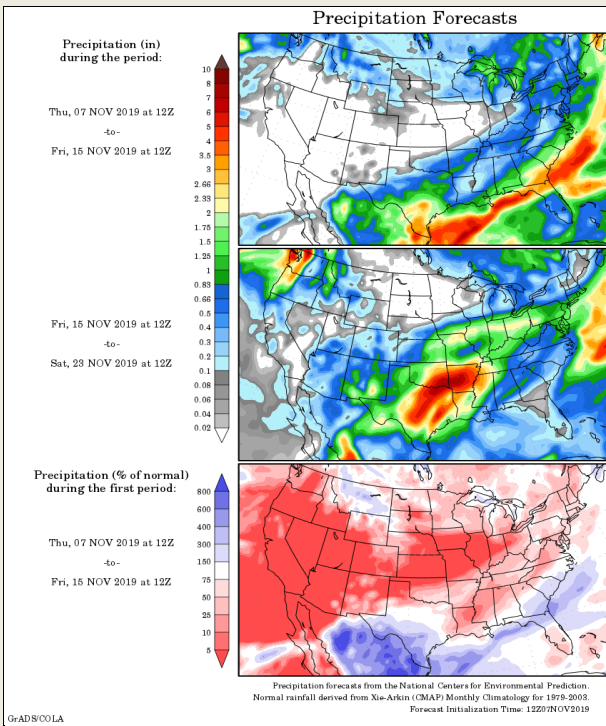 Precipitation Forecasts
Precipitation (in)
during the period:
Thu, 07 NOV 2019 at 12Z
-to-
Fri, 15 NOV 2019 at 12Z
10
8
7
6
5
4
3.5
3
2.66
2.33
2
1.75
1.5
1.25
1
0.83
0.66
0.5
0.4
0.3
0.2
0.1
0.08
0.06
0.04
0.02
Fri, 15 NOV 2019 at 12Z
-to-
Sat, 23 NOV 2019 at 12Z
Precipitation (% of normal)
during the first period:
Thu, 07 NOV 2019 at 12Z
-to-
Fri, 15 NOV 2019 at 12Z
800
600
400
300
150
75
50
25
10
5
Precipitation forecasts from the National Centers for Environmental Prediction.
Normal rainfall derived from Xie-Arkin (CMAP) Monthly Climatology for 1979-2003.
Forecast Initialization Time: 12Z07NOV2019
GrADS/COLA